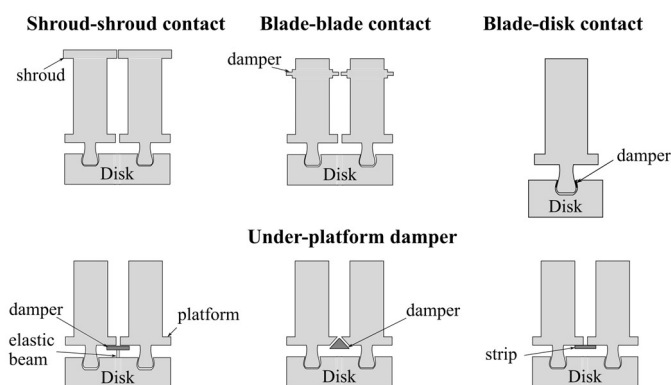 Shroud-shroud contact
Blade-blade contact
Blade-disk contact
shroud
damper
damper
Disk
Disk
Disk
Under-platform damper
damper
platform
elastic
beam
damper
strip
Disk
Disk
Disk